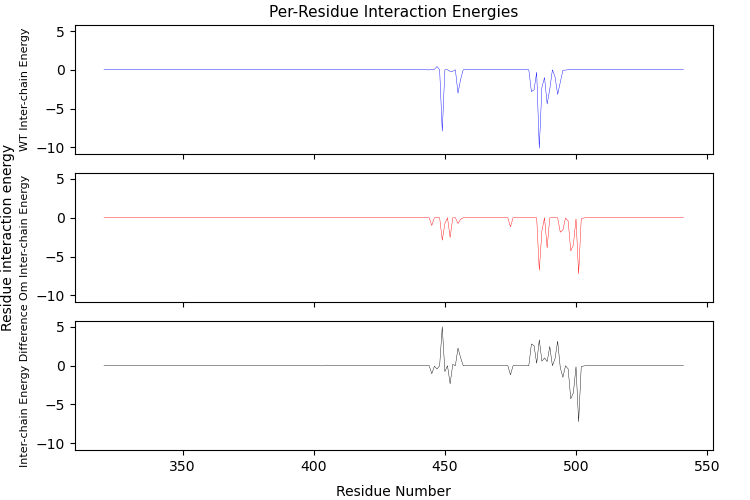 Per-Residue Interaction Energies
Residue interaction energy
WT Inter-chain Energy
5
0
−5
−10
Om Inter-chain Energy
5
0
−5
−10
Inter-chain Energy Difference
5
0
−5
−10
350
400
450
500
550
Residue Number